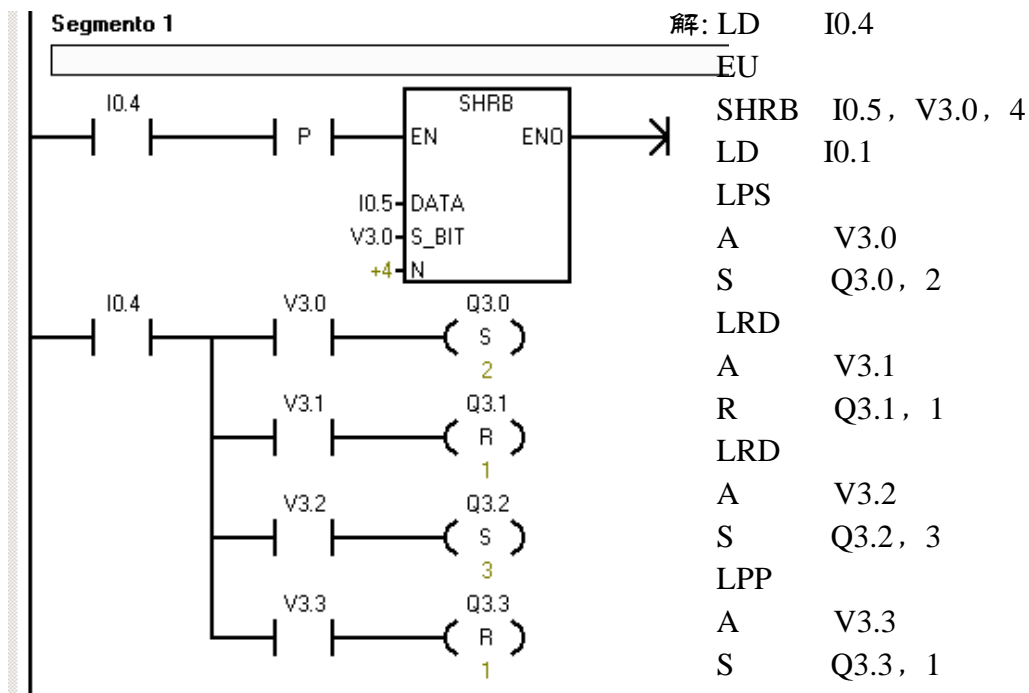 Segmento 1
I0.4
P
SHRB
EN ENO
I0.5 DATA
V3.0 S_BIT
+4 N
I0.4 V3.0 Q3.0
S
2
V3.1 Q3.1
R
1
V3.2 Q3.2
S
3
V3.3 Q3.3
R
1
解: LD I0.4
EU
SHRB I0.5，V3.0，4
LD I0.1
LPS
A V3.0
S Q3.0，2
LRD
A V3.1
R Q3.1，1
LRD
A V3.2
S Q3.2，3
LPP
A V3.3
S Q3.3，1